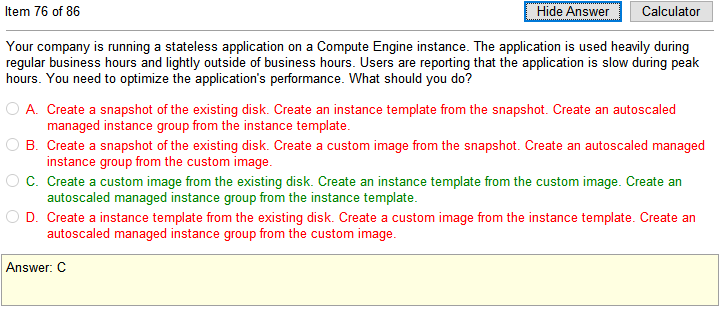 Item 76 of 86
Hide Answer
Calculator
Your company is running a stateless application on a Compute Engine instance. The application is used heavily during
regular business hours and lightly outside of business hours. Users are reporting that the application is slow during peak
hours. You need to optimize the application's performance. What should you do?
A. Create a snapshot of the existing disk. Create an instance template from the snapshot. Create an autoscaled
managed instance group from the instance template.
B. Create a snapshot of the existing disk. Create a custom image from the snapshot. Create an autoscaled managed
instance group from the custom image.
C. Create a custom image from the existing disk. Create an instance template from the custom image. Create an
autoscaled managed instance group from the instance template.
D. Create a instance template from the existing disk. Create a custom image from the instance template. Create an
autoscaled managed instance group from the custom image.
Answer: C